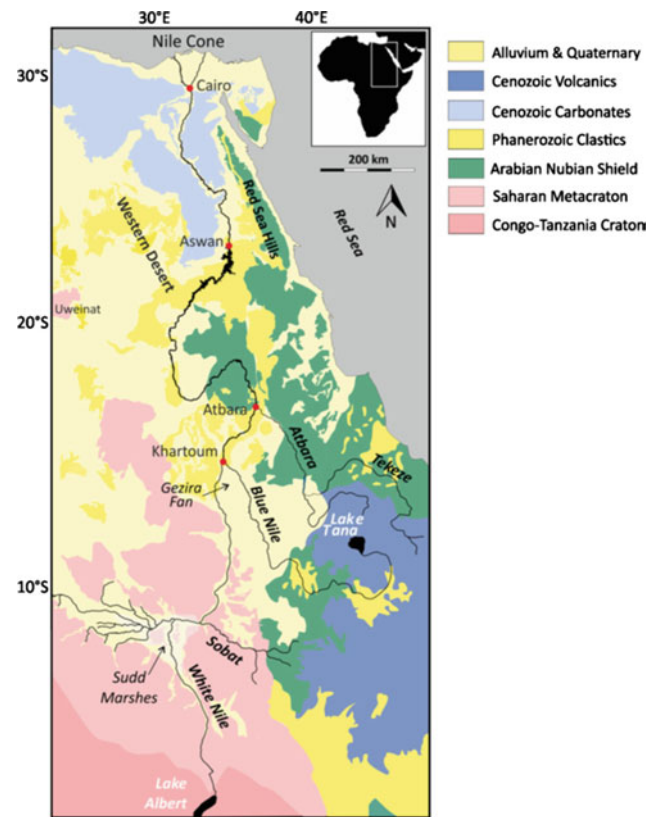 30°E
40°E
Nile Cone
30°S
Cairo
200 km
N
Red Sea Hills
Red Sea
Western Desert
Aswan
Uweinat
20°S
Atbara
Atbara
Tekeze
Khartoum
Gezira
Fan
Blue Nile
Lake
Tana
10°S
Sobat
Sudd
Marshes
White Nile
Lake
Albert
Alluvium & Quaternary
Cenozoic Volcanics
Cenozoic Carbonates
Phanerozoic Clastics
Arabian Nubian Shield
Saharan Metacraton
Congo-Tanzania Craton